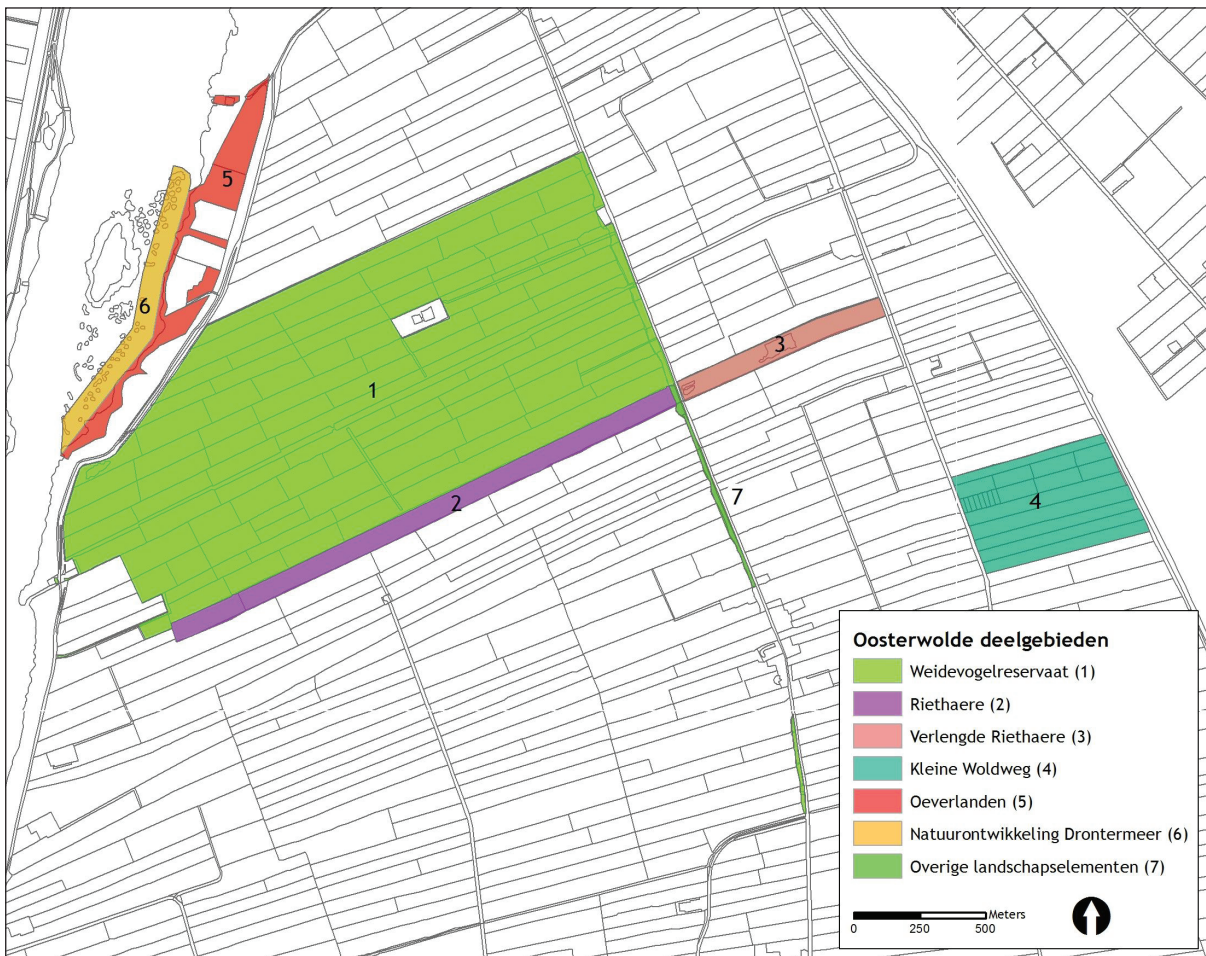 5
6
3
1
2
7
4
Oosterwolde deelgebieden
Weidevogelreservaat (1)
Riethaere (2)
Verlengde Riethaere (3)
Kleine Woldweg (4)
Oeverlanden (5)
Natuurontwikkeling Drontermeer (6)
Overige landschapselementen (7)
Meters
0 250 500